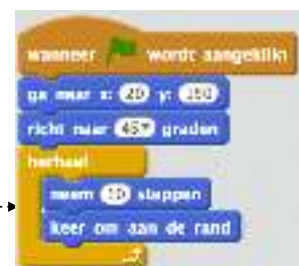 wanneer wordt aangeklikt
ga naar x: 20 y: 150
richt naar 45 graden
herhaal
neem 10 stappen
keer om aan de rand